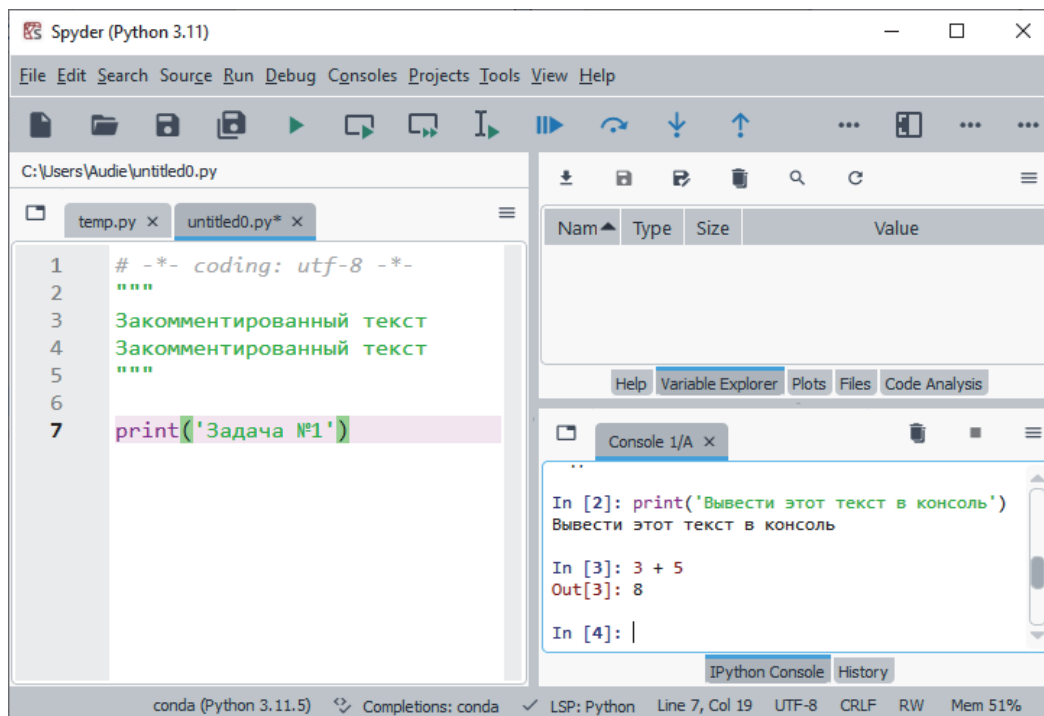 Spyder (Python 3.11)
File Edit Search Source Run Debug Consoles Projects Tools View Help
C:\Users\Audie\untitled0.py
temp.py
untitled0.py*
1 # -*- coding: utf-8 -*-
2 """
3 Закомментированный текст
4 Закомментированный текст
5 """
6
7 print('Задача №1')
Nam Type Size Value
Help Variable Explorer Plots Files Code Analysis
Console 1/A
In [2]: print('Вывести этот текст в консоль')
Вывести этот текст в консоль
In [3]: 3 + 5
Out[3]: 8
In [4]:
IPython Console History
conda (Python 3.11.5) Completions: conda LSP: Python Line 7, Col 19 UTF-8 CRLF RW Mem 51%